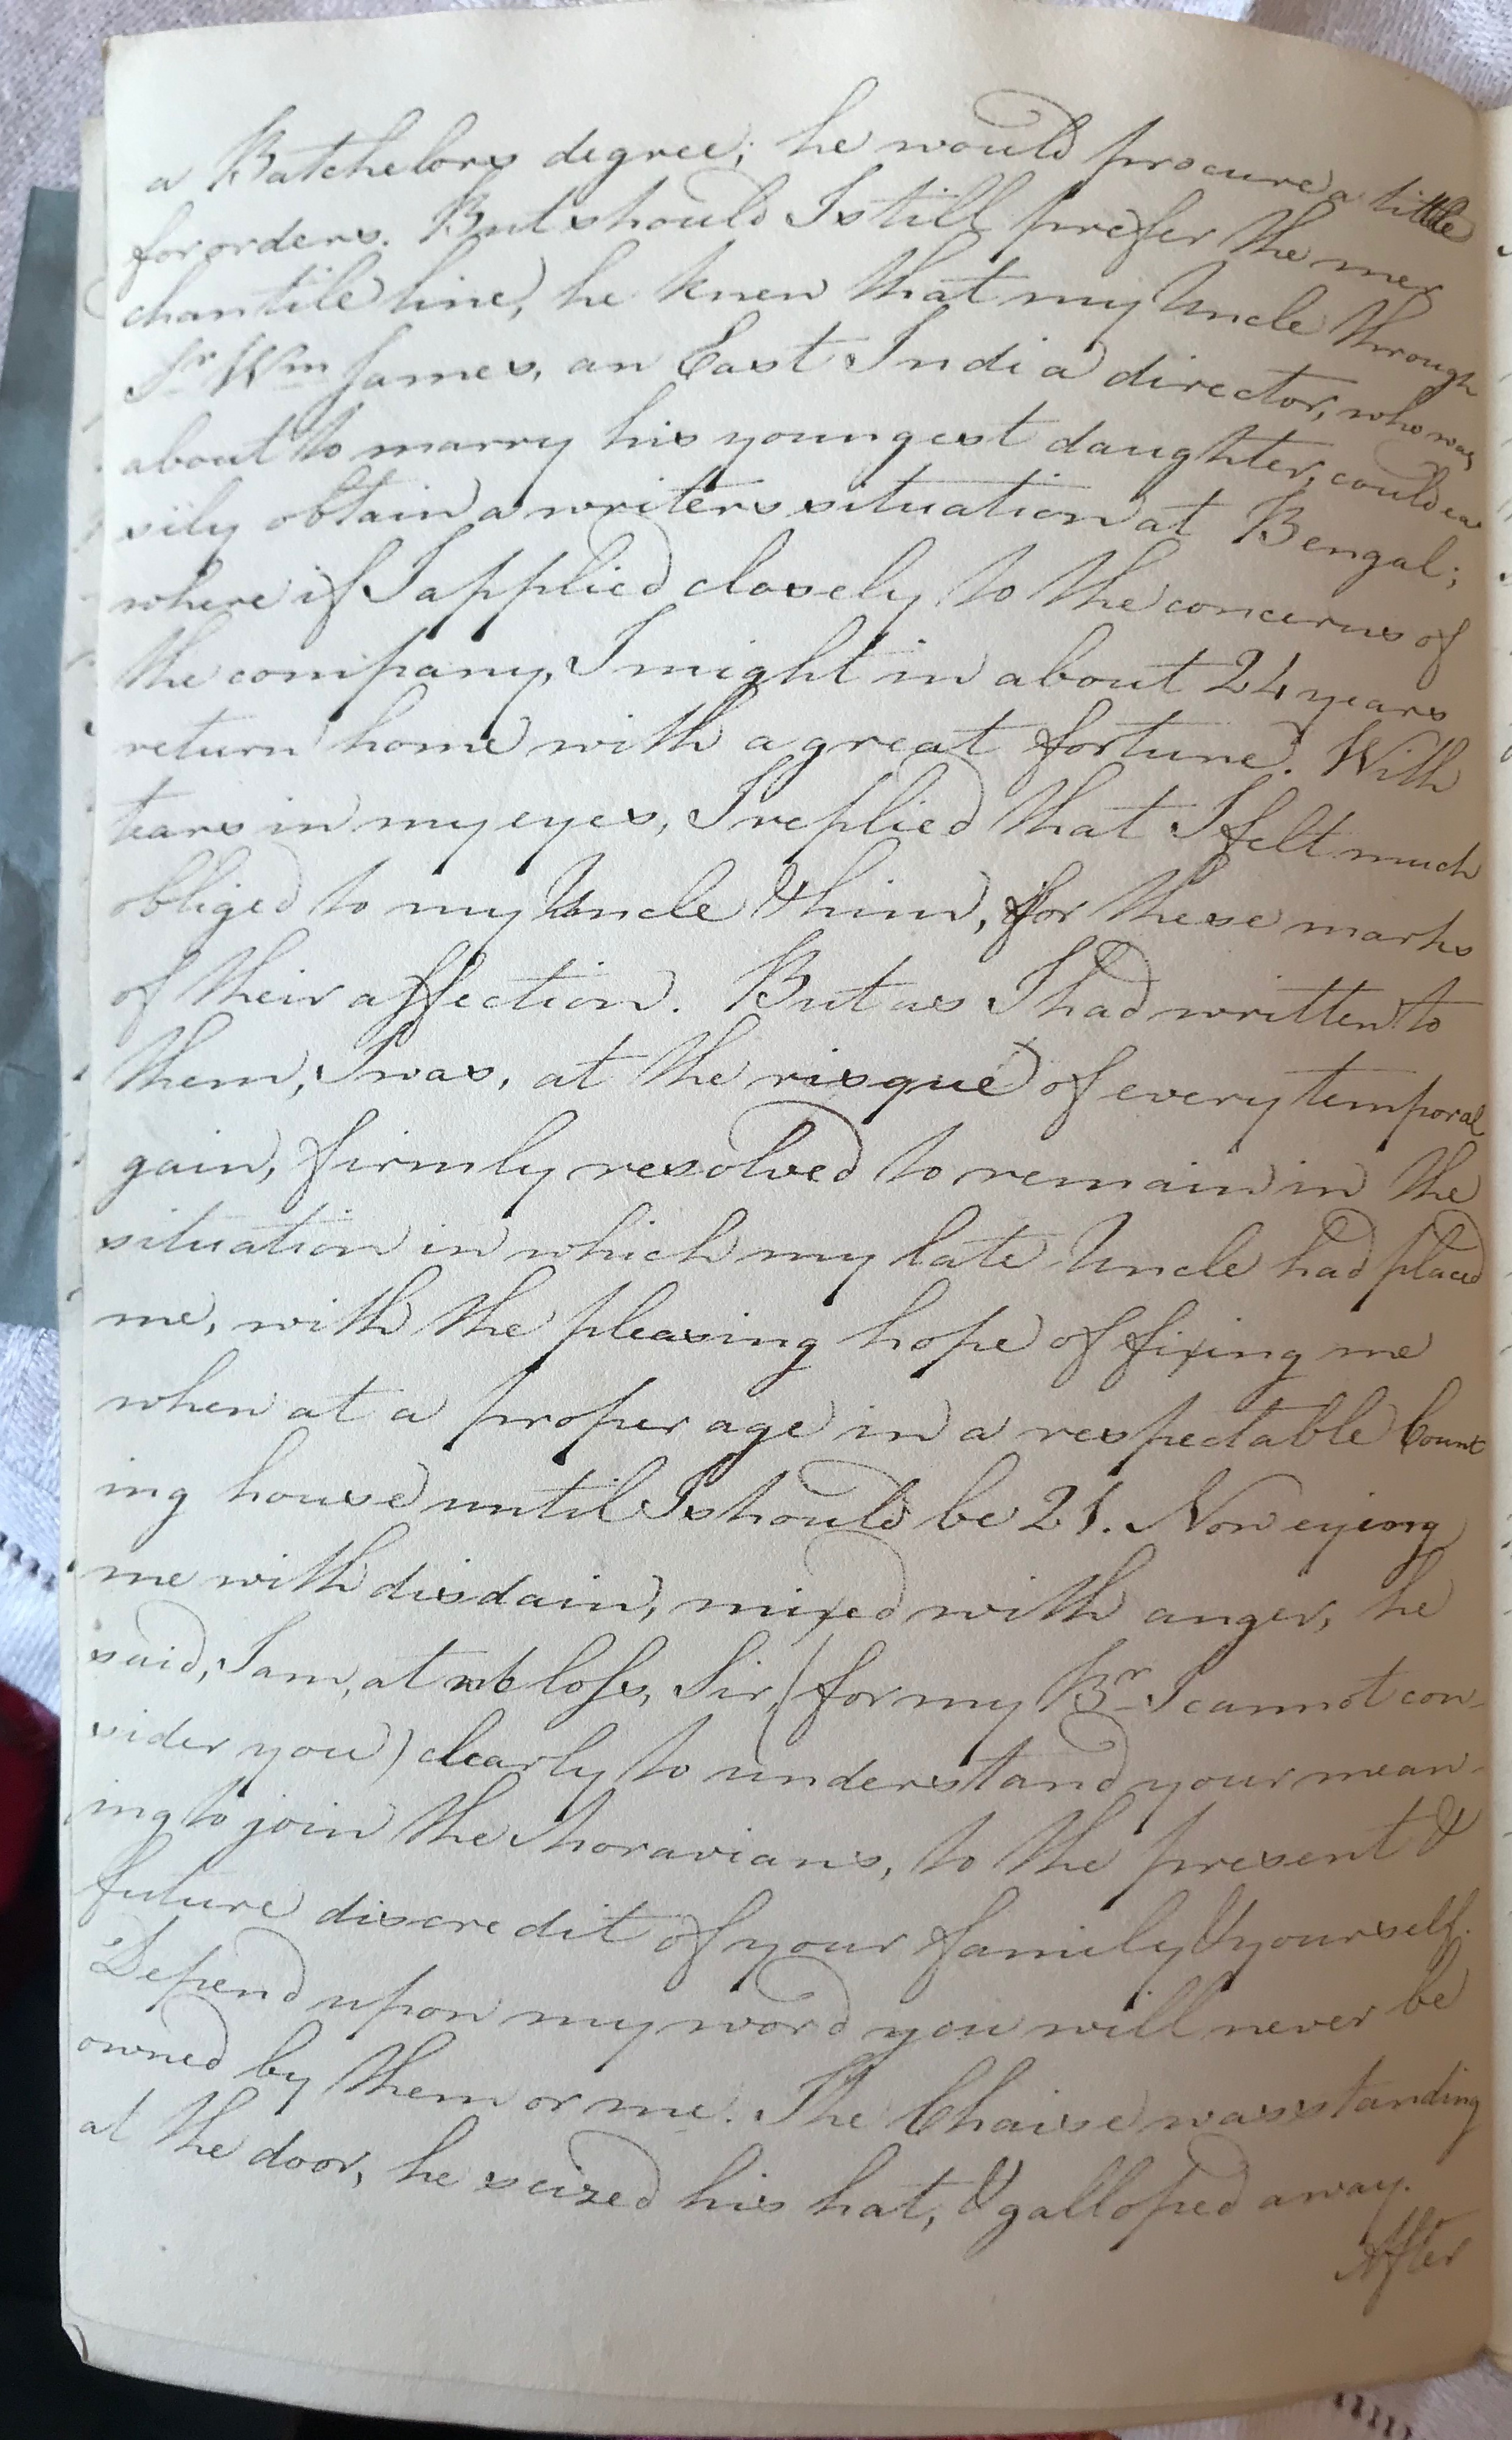 a Batchelors degree; he would procure a title
for orders. But should I still prefer the mer
chantile line, he knew that my Uncle through
Sr. Wm James, an East India director, who was
about to marry his youngest daughter, could ea
sily obtain a writers situation at Bengal;
where if I applied closely to the concerns of
the company, I might in about 24 years
return home with a great fortune. With
tears in my eyes, I replied that I felt much
obliged to my Uncle & him, for these marks
of their affection. But as I had written to
them, I was, at the risque of every temporal
gain, firmly resolved to remain in the
situation in which my late Uncle had placed
me, with the pleasing hope of fixing me
when at a proper age in a respectable Count
ing house until I should be 21. Now eyeing
me with disdain, mixed with anger, he
said, I am, at no loss, Sir, (for my Br. I cannot con-
sider you) clearly to understand your mean-
ing to join the Moravians, to the present &
future discredit of your family & yourself.
Depend upon my word you will never be
owned by them or me. The Chaise was standing
at the door, he seized his hat, & galloped away.
After